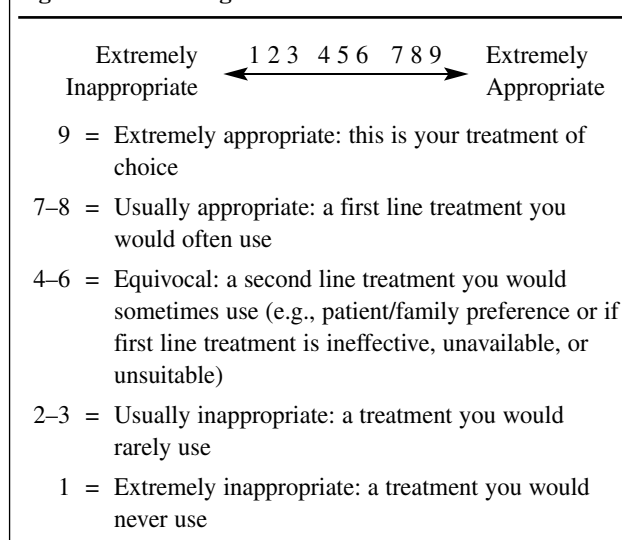 Extremely 1 2 3 4 5 6 7 8 9 Extremely
Inappropriate Appropriate
9 = Extremely appropriate: this is your treatment of
choice
7–8 = Usually appropriate: a first line treatment you
would often use
4–6 = Equivocal: a second line treatment you would
sometimes use (e.g., patient/family preference or if
first line treatment is ineffective, unavailable, or
unsuitable)
2–3 = Usually inappropriate: a treatment you would
rarely use
1 = Extremely inappropriate: a treatment you would
never use